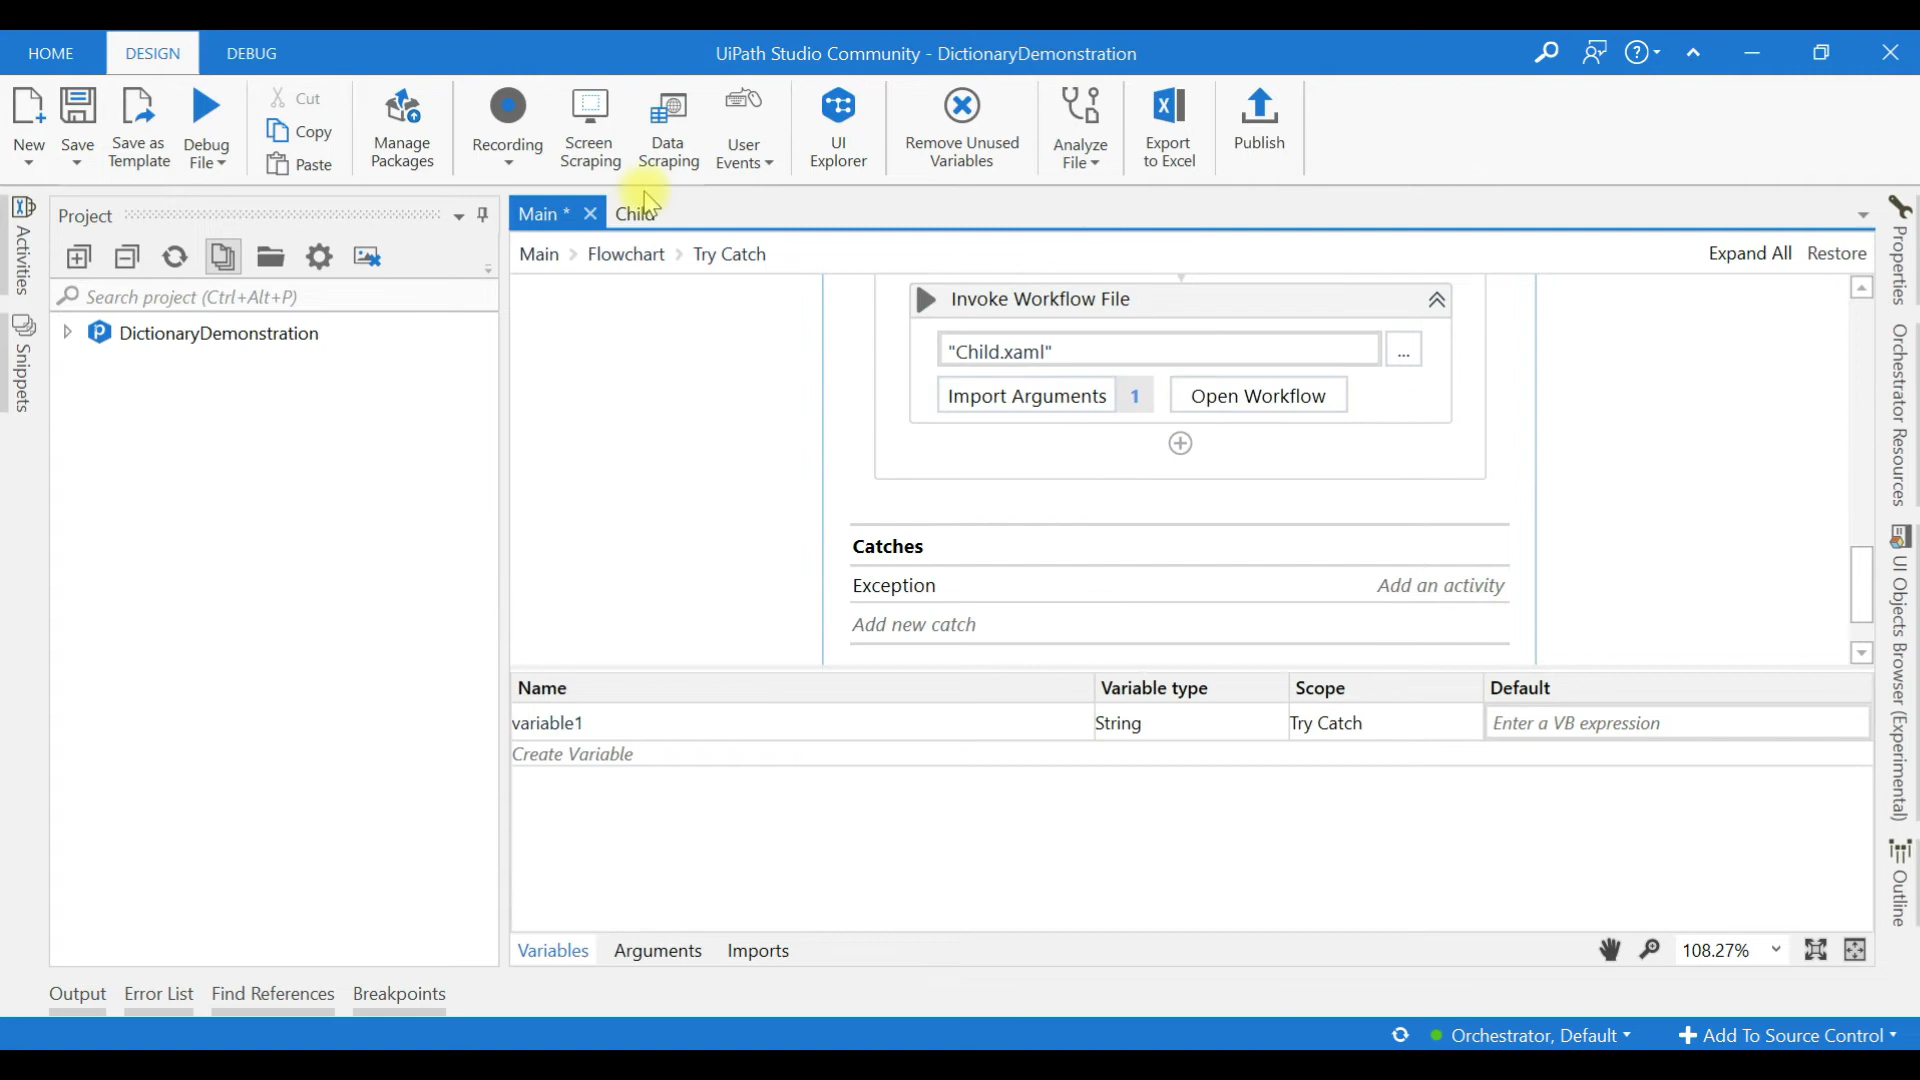 HOME DESIGN DEBUG UiPath Studio Community - DictionaryDemonstration
New Save Save as Template Debug File Cut Copy Paste Manage Packages Recording Screen Scraping Data Scraping User Events UI Explorer Remove Unused Variables Analyze File Export to Excel Publish
Activities
Snippets
Project
Search project (Ctrl+Alt+P)
DictionaryDemonstration
Main * Child
Main Flowchart Try Catch Expand All Restore
Invoke Workflow File
"Child.xaml" ...
Import Arguments 1 Open Workflow
Catches
Exception Add an activity
Add new catch
Name Variable type Scope Default
variable1 String Try Catch Enter a VB expression
Create Variable
Variables Arguments Imports 108.27%
Properties
Orchestrator Resources
UI Objects Browser (Experimental)
Outline
Output Error List Find References Breakpoints
Orchestrator, Default Add To Source Control